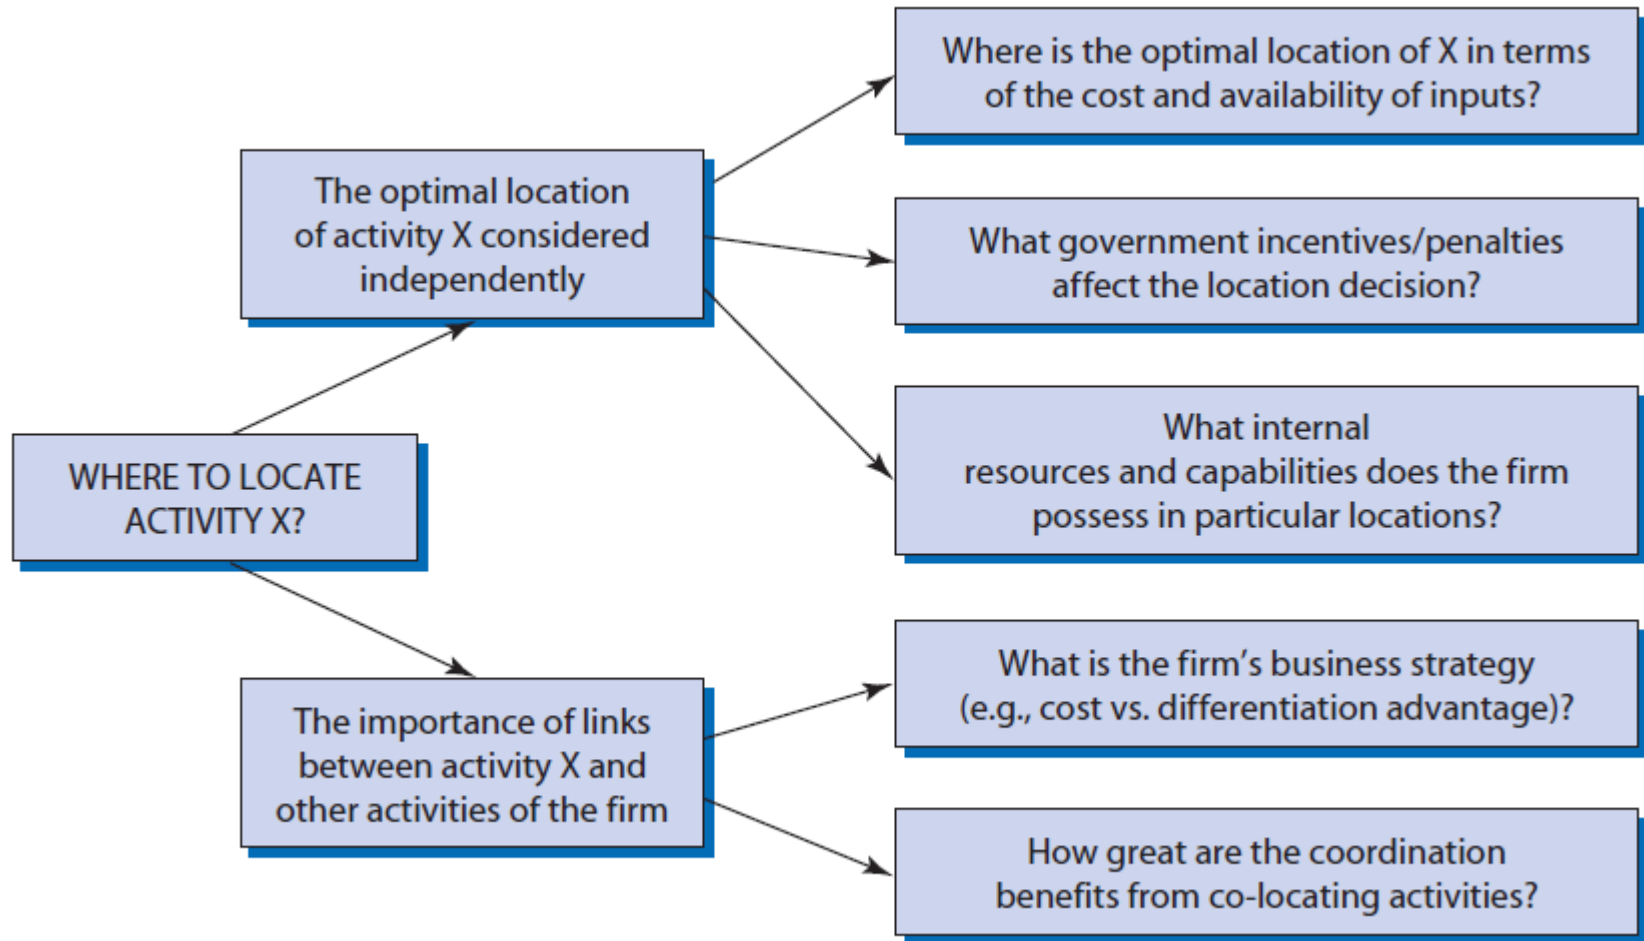 Where is the optimal location of X in terms
of the cost and availability of inputs?
The optimal location
of activity X considered
independently
What government incentives/penalties
affect the location decision?
What internal
resources and capabilities does the firm
possess in particular locations?
WHERE TO LOCATE
ACTIVITY X?
What is the firm’s business strategy
(e.g., cost vs. differentiation advantage)?
The importance of links
between activity X and
other activities of the firm
How great are the coordination
benefits from co-locating activities?